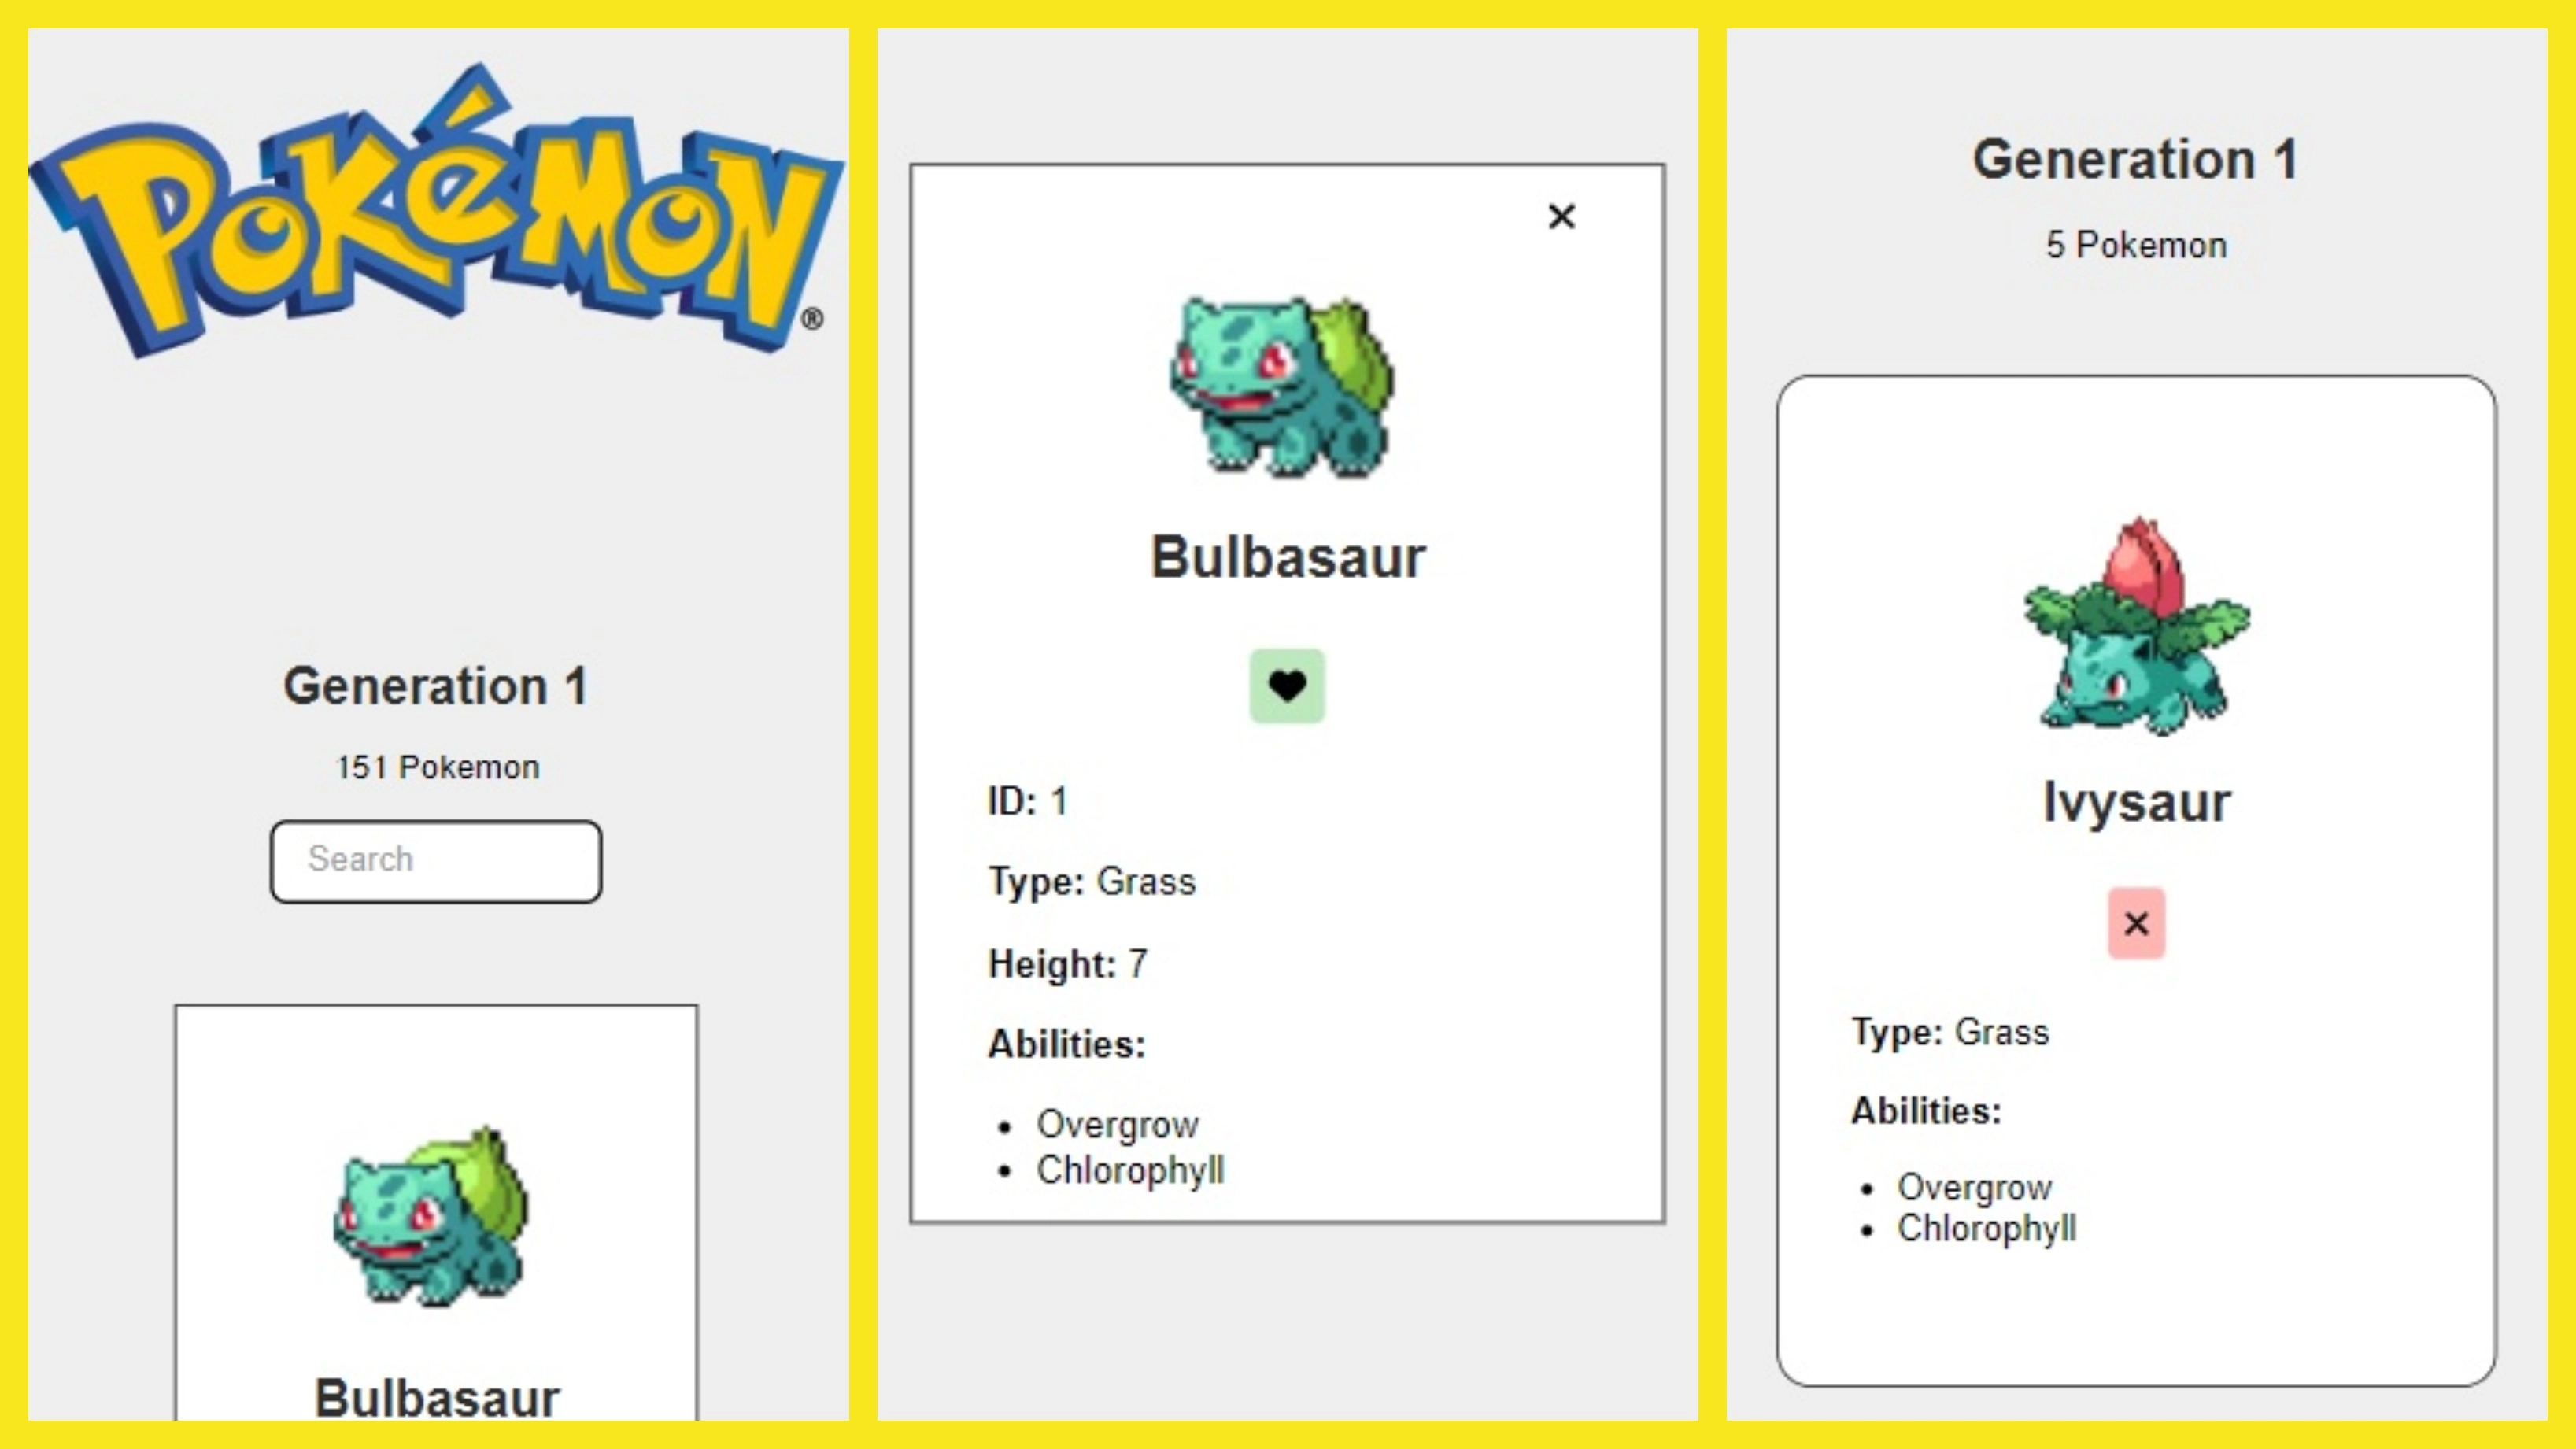 Pokémon®
Generation 1
151 Pokemon
Search
Bulbasaur
Bulbasaur
ID: 1
Type: Grass
Height: 7
Abilities:
• Overgrow
• Chlorophyll
Generation 1
5 Pokemon
Ivysaur
Type: Grass
Abilities:
• Overgrow
• Chlorophyll